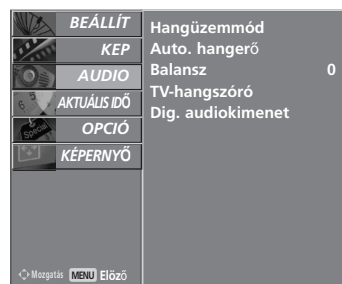 BEÁLLÍT
KEP
AUDIO
AKTUÁLIS IDŐ
OPCIÓ
KÉPERNYŐ
Hangüzemmód
Auto. hangerő
Balansz 0
TV-hangszóró
Dig. audiokimenet
Mozgatás MENU Előző